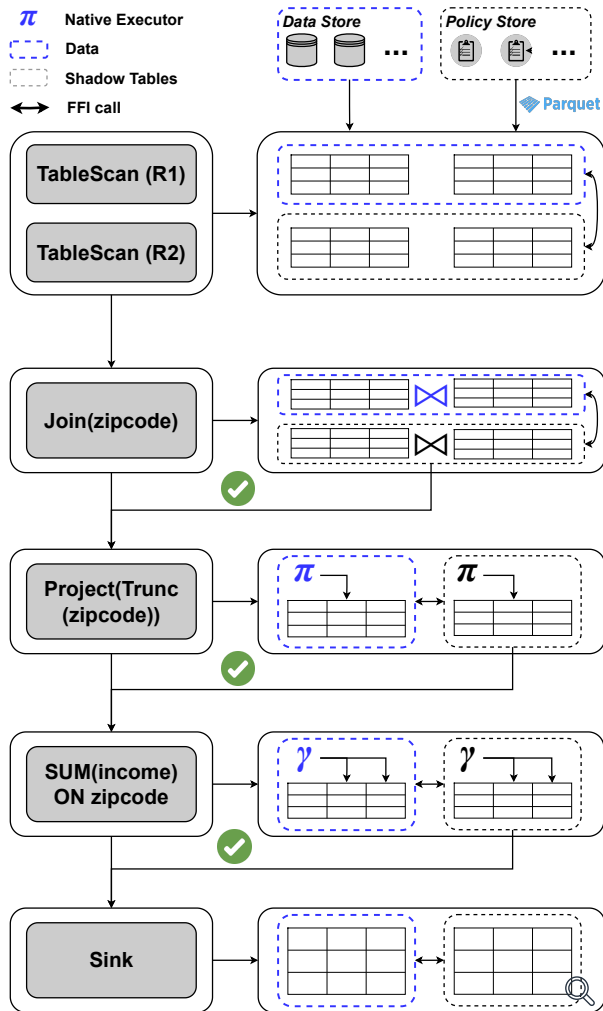 π Native Executor
Data
Shadow Tables
FFI call
Data Store
...
Policy Store
...
Parquet
TableScan (R1)
TableScan (R2)
Join(zipcode)
Project(Trunc
(zipcode))
π
π
SUM(income)
ON zipcode
γ
γ
Sink